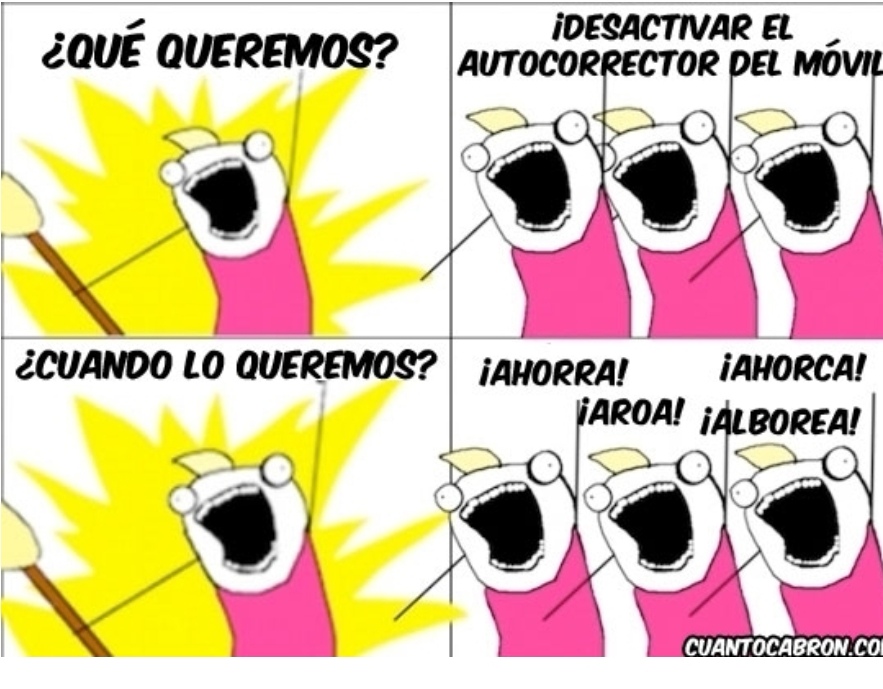 ¿QUÉ QUEREMOS?
¡DESACTIVAR EL
AUTOCORRECTOR DEL MÓVIL
¿CUANDO LO QUEREMOS?
¡AHORRA!
¡AHORCA!
¡AROA!
¡ALBOREA!
CUANTOCABRON.CO